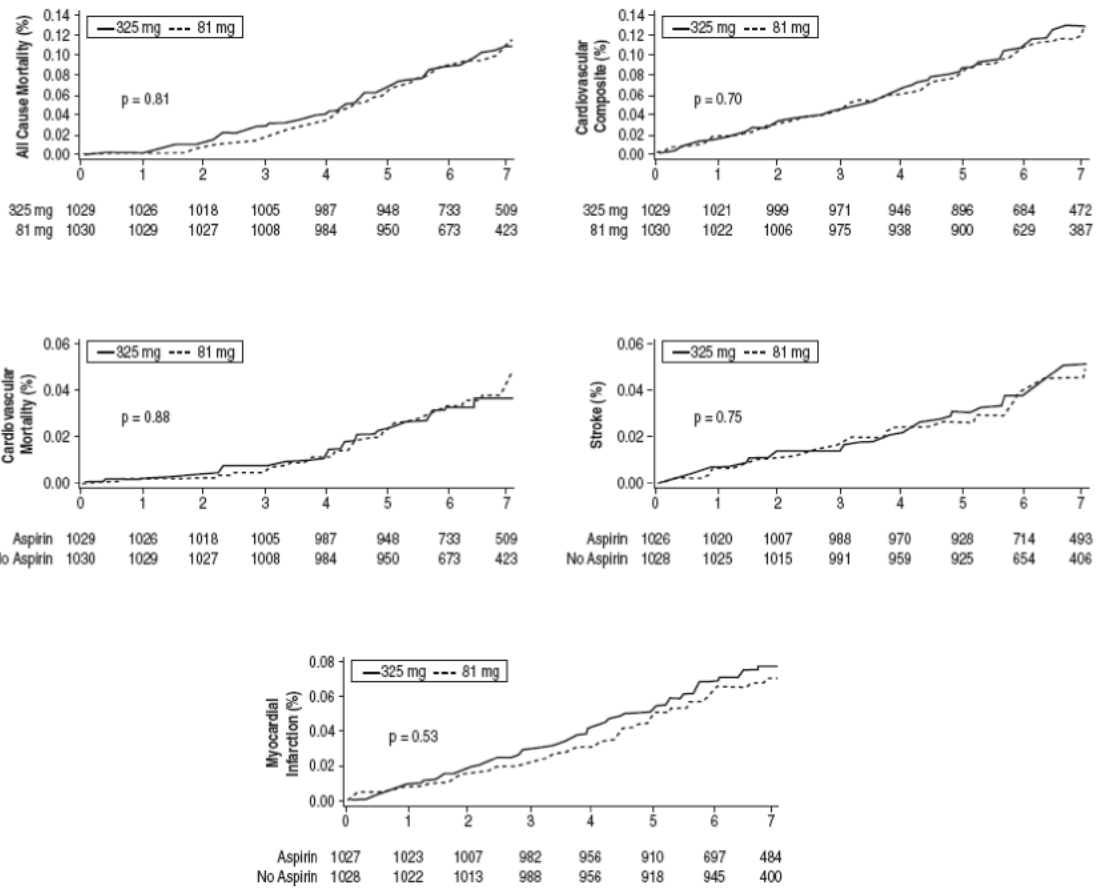 All Cause Mortality (%)
0.14
0.12
0.10
0.08
0.06
0.04
0.02
0.00
325 mg 81 mg
p = 0.81
0 1 2 3 4 5 6 7
325 mg 1029 1026 1018 1005 987 948 733 509
81 mg 1030 1029 1027 1008 984 950 673 423
Cardiovascular
Composite (%)
0.14
0.12
0.10
0.08
0.06
0.04
0.02
0.00
325 mg 81 mg
p = 0.70
0 1 2 3 4 5 6 7
325 mg 1029 1021 999 971 946 896 684 472
81 mg 1030 1022 1006 975 938 900 629 387
Cardiovascular
Mortality (%)
0.06
0.04
0.02
0.00
325 mg 81 mg
p = 0.88
0 1 2 3 4 5 6 7
Aspirin 1029 1026 1018 1005 987 948 733 509
o Aspirin 1030 1029 1027 1008 984 950 673 423
Stroke (%)
0.06
0.04
0.02
0.00
325 mg 81 mg
p = 0.75
0 1 2 3 4 5 6 7
Aspirin 1026 1020 1007 988 970 928 714 493
No Aspirin 1028 1025 1015 991 959 925 654 406
Myocardial
Infarction (%)
0.08
0.06
0.04
0.02
0.00
325 mg 81 mg
p = 0.53
0 1 2 3 4 5 6 7
Aspirin 1027 1023 1007 982 956 910 697 484
No Aspirin 1028 1022 1013 988 956 918 945 400